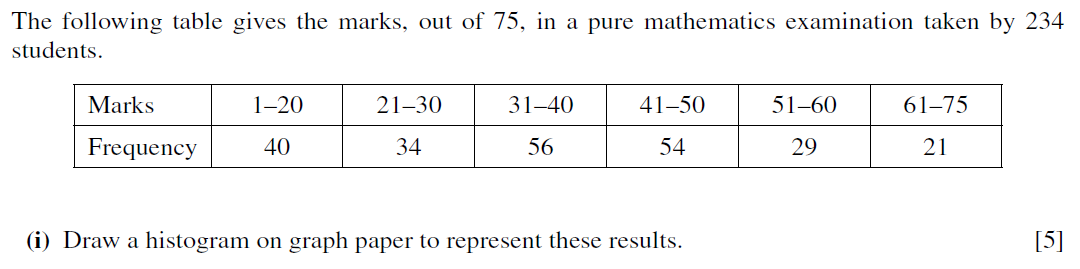 The following table gives the marks, out of 75, in a pure mathematics examination taken by 234
students.
Marks 1–20 21–30 31–40 41–50 51–60 61–75
Frequency 40 34 56 54 29 21
(i) Draw a histogram on graph paper to represent these results. [5]